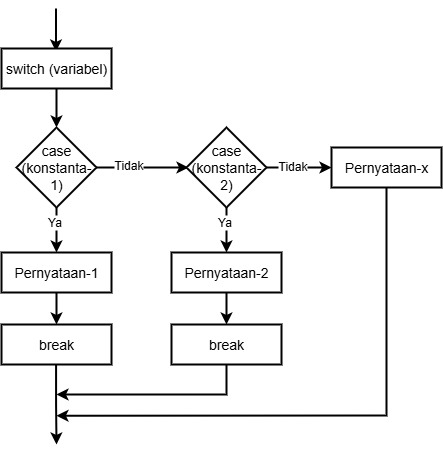 switch (variabel)
case
(konstanta-
1)
Tidak
case
(konstanta-
2)
Tidak
Pernyataan-x
Ya
Ya
Pernyataan-1
Pernyataan-2
break
break